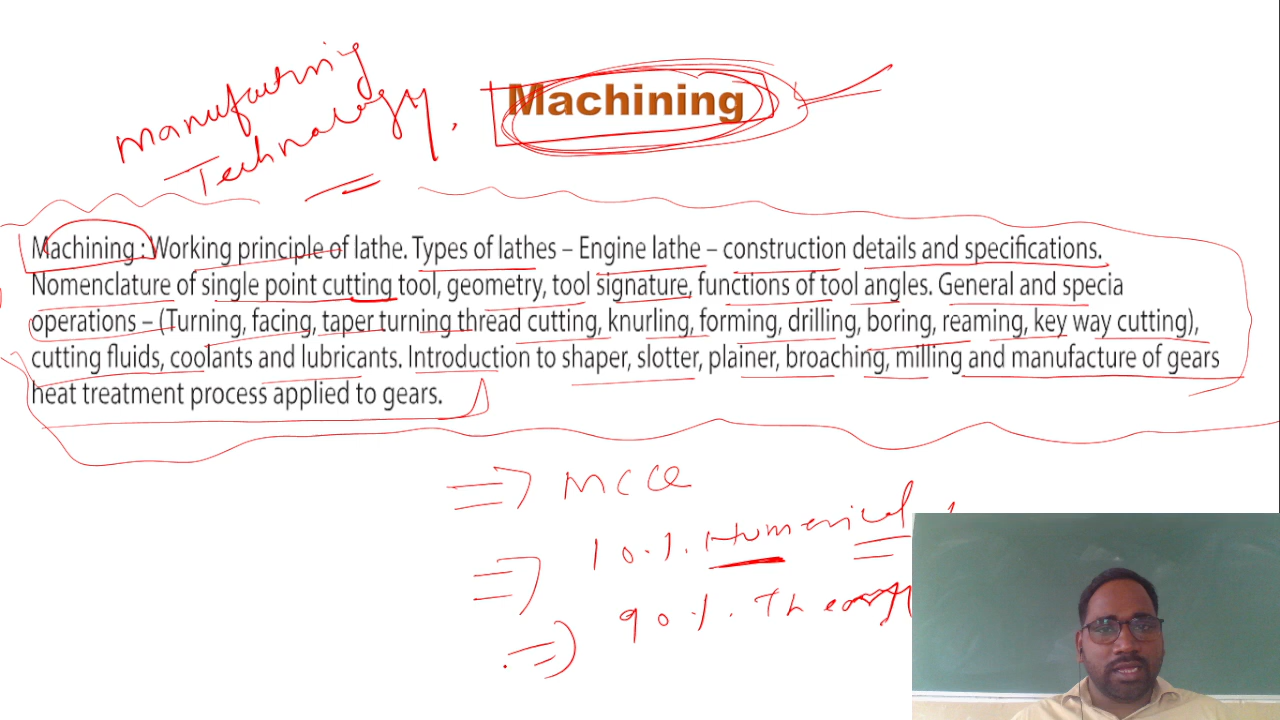 Manufacturing
Technology,
Machining
Machining : Working principle of lathe. Types of lathes – Engine lathe – construction details and specifications.
Nomenclature of single point cutting tool, geometry, tool signature, functions of tool angles. General and specia
operations – (Turning, facing, taper turning thread cutting, knurling, forming, drilling, boring, reaming, key way cutting),
cutting fluids, coolants and lubricants. Introduction to shaper, slotter, plainer, broaching, milling and manufacture of gears
heat treatment process applied to gears.
⇒ MCQ
⇒ 10%. Numerical
⇒ 90%. Theory